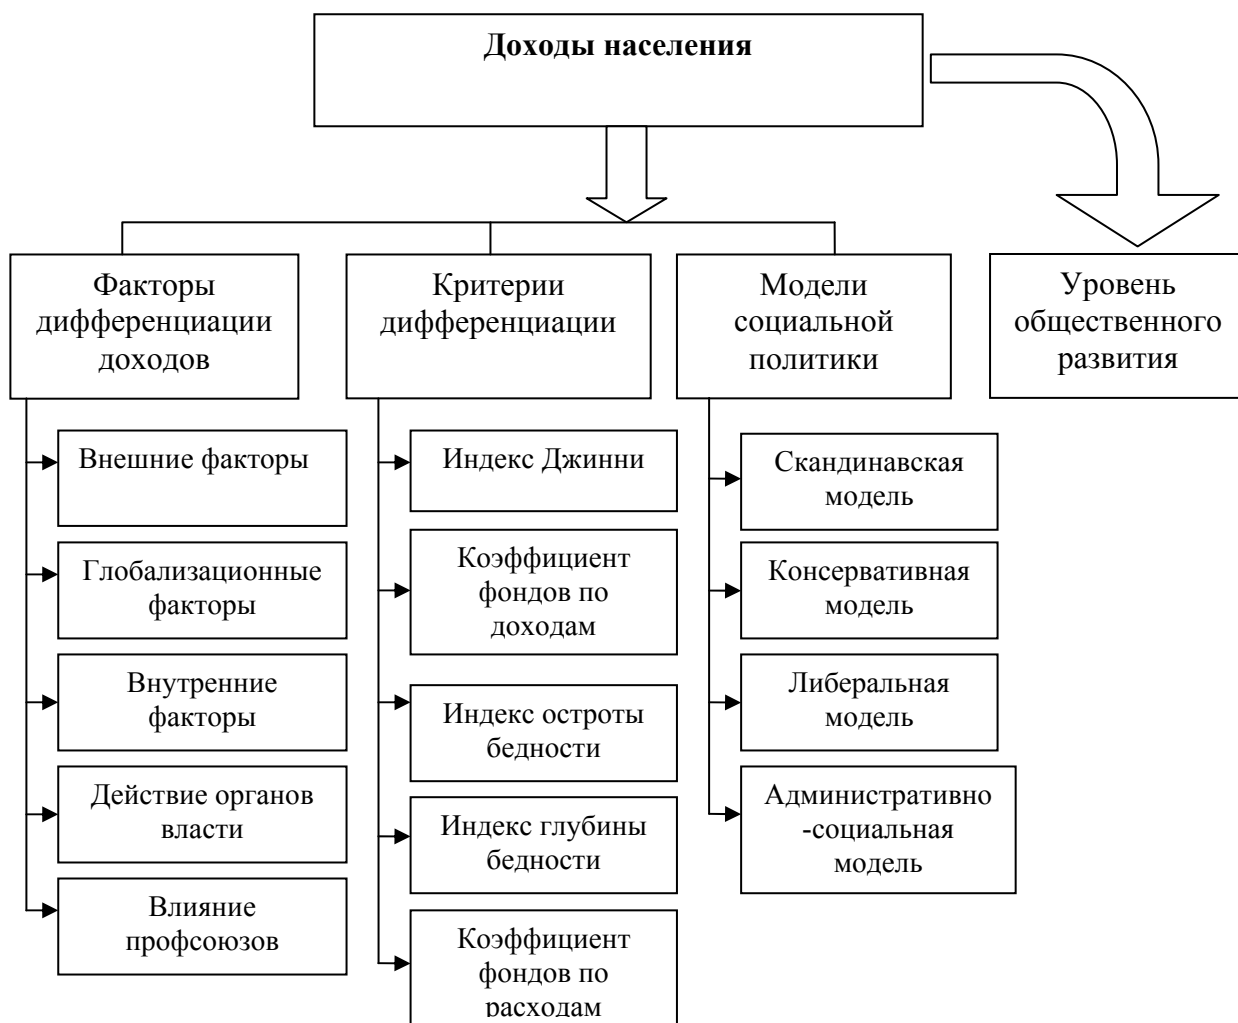 Доходы населения
Факторы
дифференциации
доходов
Критерии
дифференциации
Модели
социальной
политики
Уровень
общественного
развития
Внешние факторы
Глобализационные
факторы
Внутренние
факторы
Действие органов
власти
Влияние
профсоюзов
Индекс Джинни
Коэффициент
фондов по
доходам
Индекс остроты
бедности
Индекс глубины
бедности
Коэффициент
фондов по
расходам
Скандинавская
модель
Консервативная
модель
Либеральная
модель
Административно
-социальная
модель